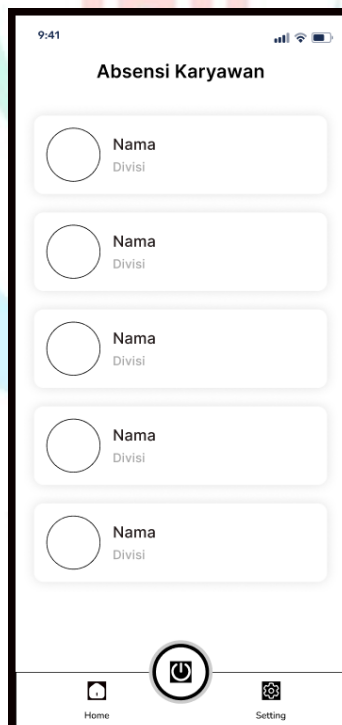 9:41
Absensi Karyawan
Nama
Divisi
Nama
Divisi
Nama
Divisi
Nama
Divisi
Nama
Divisi
Home
Setting